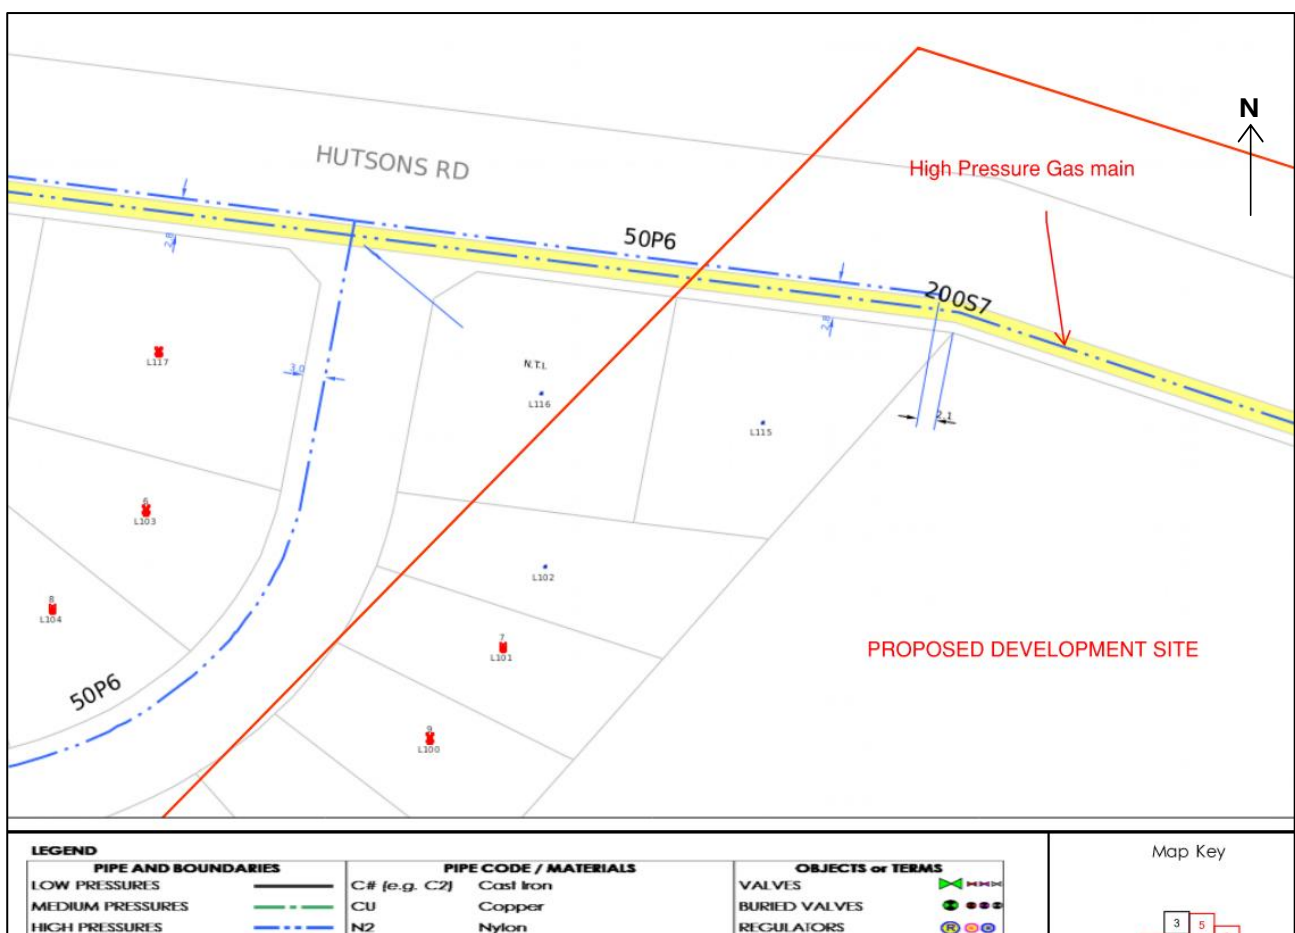 N
HUTSONS RD
High Pressure Gas main
50P6
2.8
200S7
2.8
L117
3.0
N.T.I.
L116
2.1
L115
6
L103
L102
8
L104
7
L101
PROPOSED DEVELOPMENT SITE
50P6
9
L100
LEGEND
Map Key
PIPE AND BOUNDARIES
PIPE CODE / MATERIALS
OBJECTS or TERMS
LOW PRESSURES
C# (e.g. C2)
Cast Iron
VALVES
MEDIUM PRESSURES
CU
Copper
BURIED VALVES
HIGH PRESSURES
N2
Nylon
REGULATORS
R
3
5